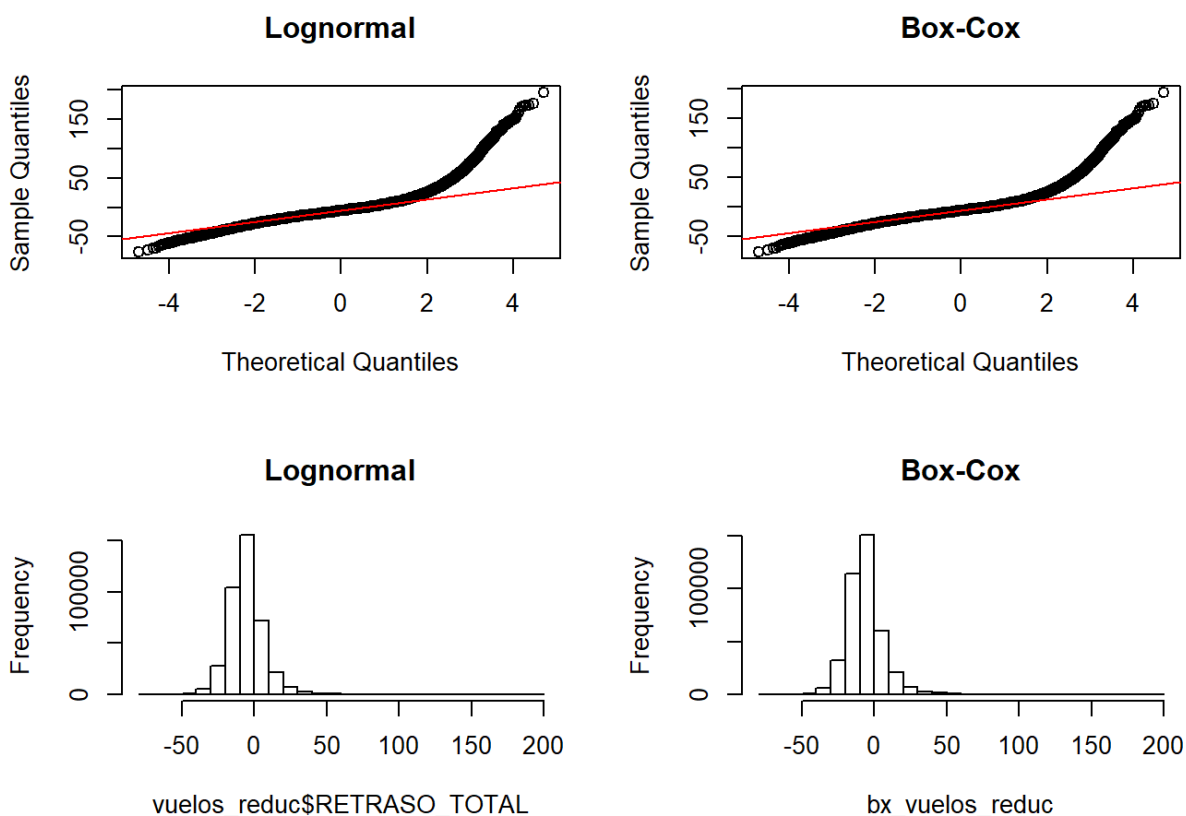 Lognormal
Sample Quantiles
-50
50
150
-4
-2
0
2
4
Theoretical Quantiles
Box-Cox
Sample Quantiles
-50
50
150
-4
-2
0
2
4
Theoretical Quantiles
Lognormal
Frequency
0
100000
-50
0
50
100
150
200
vuelos_reduc$RETRASO_TOTAL
Box-Cox
Frequency
0
100000
-50
0
50
100
150
200
bx_vuelos_reduc